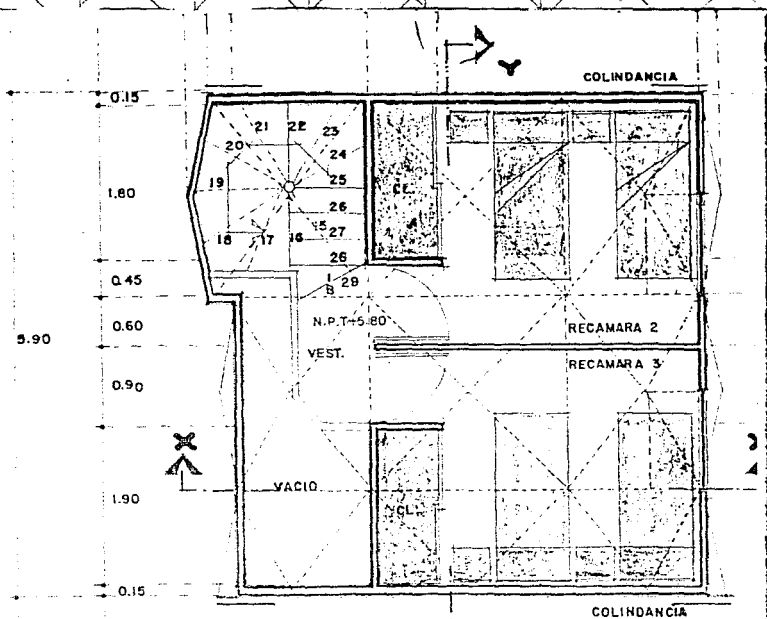 Y
COLINDANCIA
0.15
21 22 23
20 24
1.80
19 25
CL.
26
15
18 17 16 27
26
0.45
29
B
N.P.T+5.80
5.90
0.60
RECAMARA 2
VEST.
RECAMARA 3
0.90
X
VACIO
1.90
CL.
0.15
COLINDANCIA